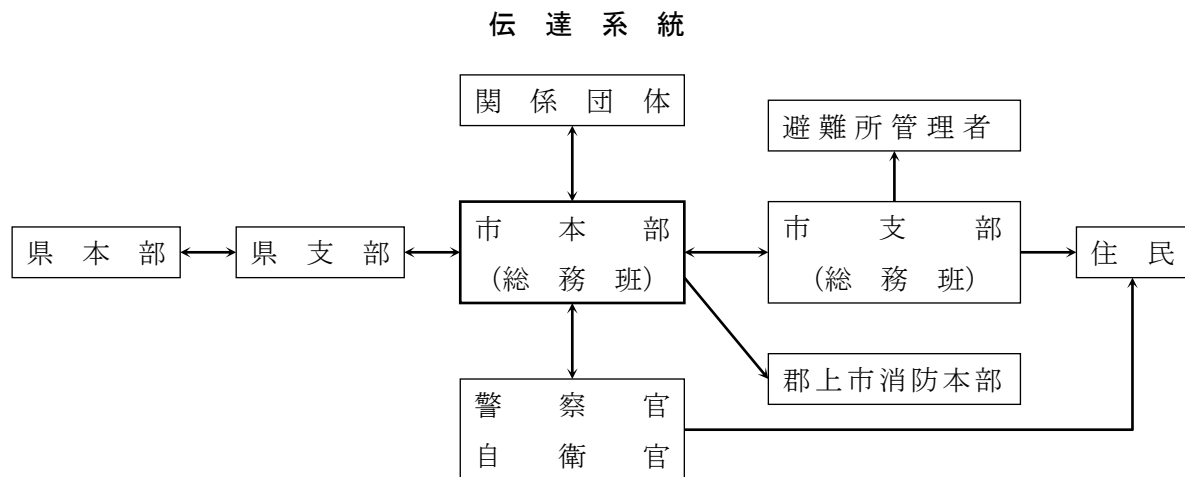 伝達系統
関係団体
避難所管理者
県本部
県支部
市本部
(総務班)
市支部
(総務班)
住民
郡上市消防本部
警察官
自衛官